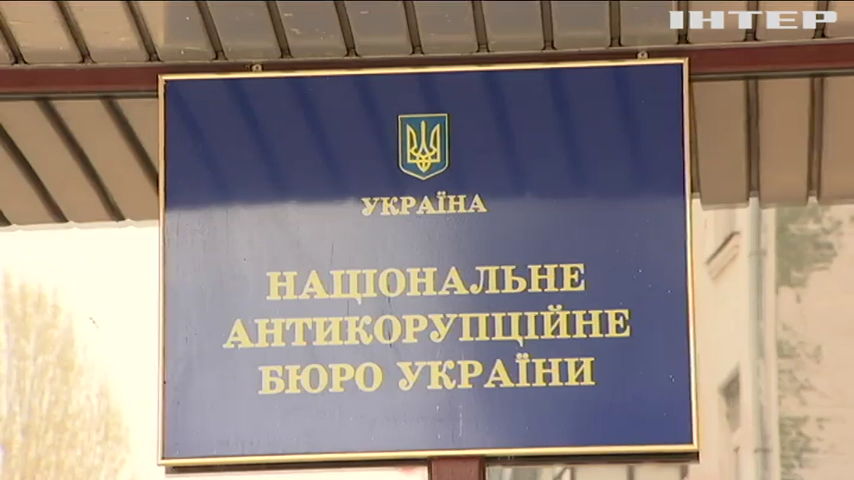 ІНТЕР
УКРАЇНА
НАЦІОНАЛЬНЕ
АНТИКОРУПЦІЙНЕ
БЮРО УКРАЇНИ